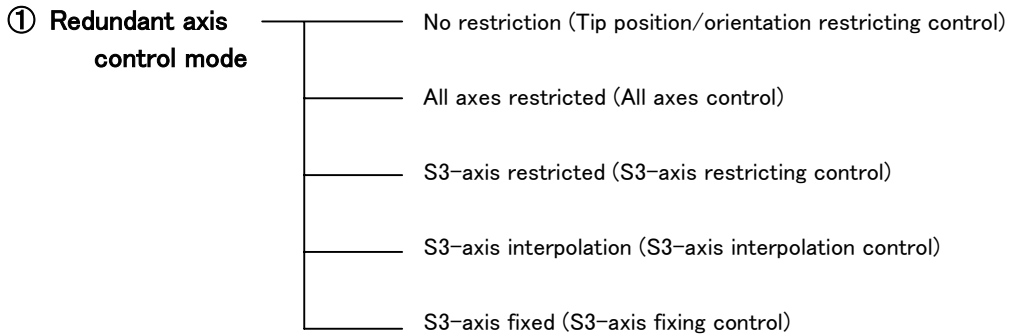 ① Redundant axis
control mode
No restriction (Tip position/orientation restricting control)
All axes restricted (All axes control)
S3-axis restricted (S3-axis restricting control)
S3-axis interpolation (S3-axis interpolation control)
S3-axis fixed (S3-axis fixing control)